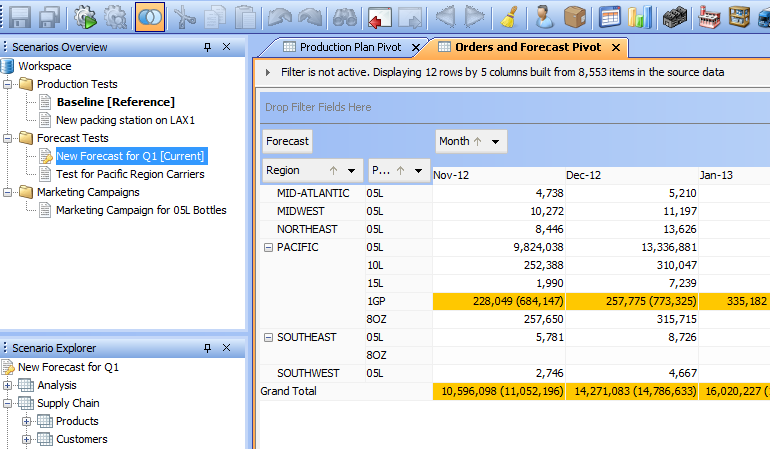 Scenarios Overview
Workspace
Production Tests
Baseline [Reference]
New packing station on LAX1
Forecast Tests
New Forecast for Q1 [Current]
Test for Pacific Region Carriers
Marketing Campaigns
Marketing Campaign for 05L Bottles
Scenario Explorer
New Forecast for Q1
Analysis
Supply Chain
Products
Customers
Production Plan Pivot
Orders and Forecast Pivot
Filter is not active. Displaying 12 rows by 5 columns built from 8,553 items in the source data
Drop Filter Fields Here
Forecast Month
Region P... Nov-12 Dec-12 Jan-13
MID-ATLANTIC 05L 4,738 5,210
MIDWEST 05L 10,272 11,197
NORTHEAST 05L 8,446 13,626
PACIFIC 05L 9,824,038 13,336,881
10L 252,388 310,047
15L 1,990 7,239
1GP 228,049 (684,147) 257,775 (773,325) 335,182
8OZ 257,650 315,715
SOUTHEAST 05L 5,781 8,726
8OZ
SOUTHWEST 05L 2,746 4,667
Grand Total 10,596,098 (11,052,196) 14,271,083 (14,786,633) 16,020,227 (